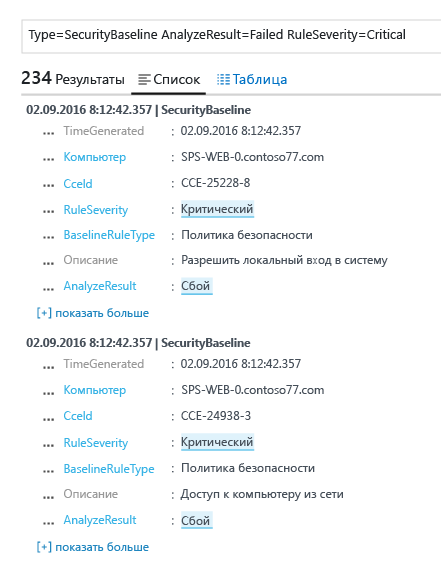 Type=SecurityBaseline AnalyzeResult=Failed RuleSeverity=Critical
234 Результаты Список Таблица
02.09.2016 8:12:42.357 | SecurityBaseline
... TimeGenerated : 02.09.2016 8:12:42.357
... Компьютер : SPS-WEB-0.contoso77.com
... CceId : CCE-25228-8
... RuleSeverity : Критический
... BaselineRuleType : Политика безопасности
... Описание : Разрешить локальный вход в систему
... AnalyzeResult : Сбой
[+] показать больше
02.09.2016 8:12:42.357 | SecurityBaseline
... TimeGenerated : 02.09.2016 8:12:42.357
... Компьютер : SPS-WEB-0.contoso77.com
... CceId : CCE-24938-3
... RuleSeverity : Критический
... BaselineRuleType : Политика безопасности
... Описание : Доступ к компьютеру из сети
... AnalyzeResult : Сбой
[+] показать больше